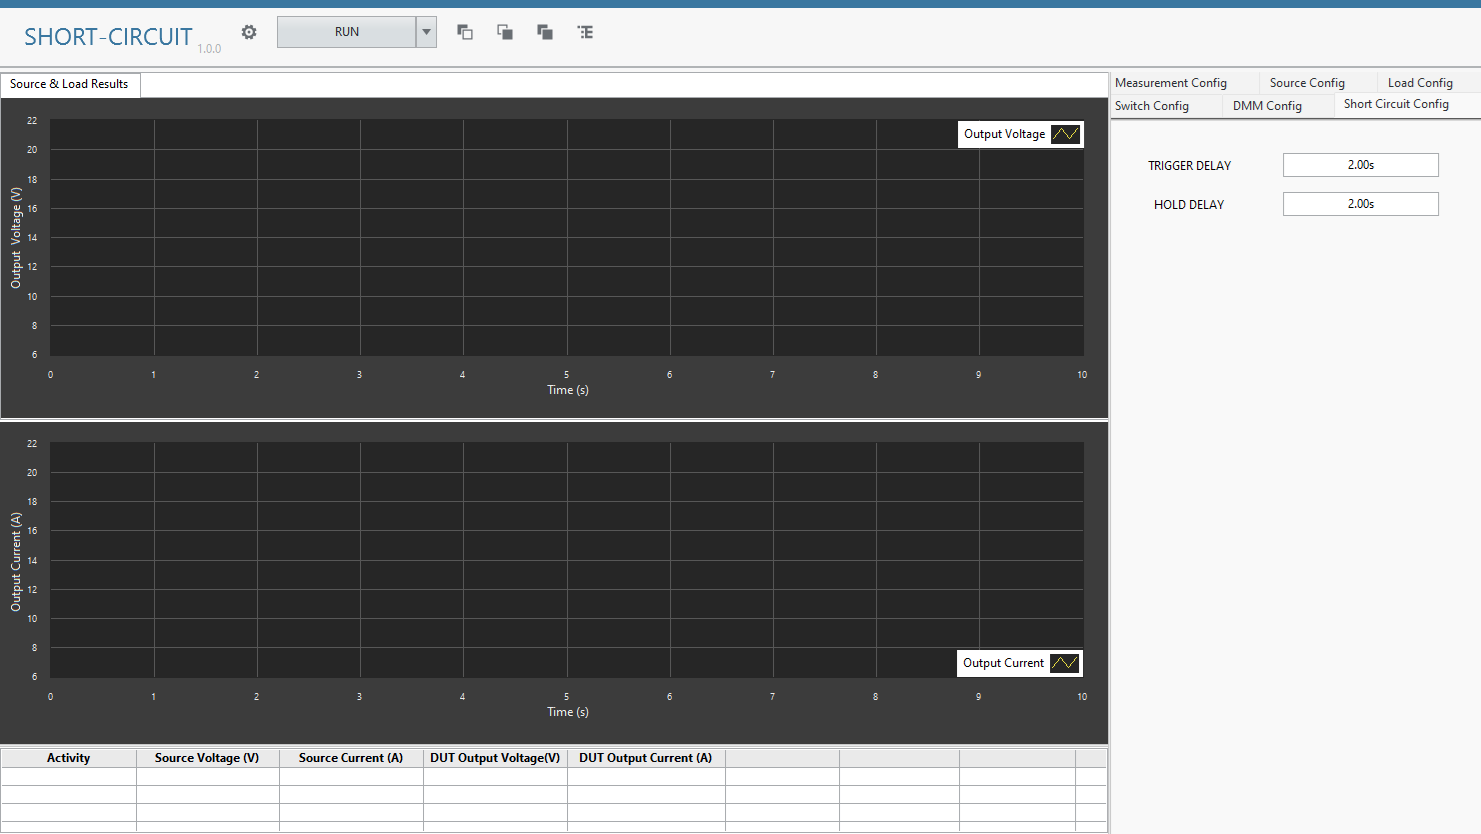 SHORT-CIRCUIT 1.0.0
RUN
Source & Load Results
22
20
18
16
14
12
10
8
6
Output Voltage (V)
Output Voltage
0 1 2 3 4 5 6 7 8 9 10
Time (s)
22
20
18
16
14
12
10
8
6
Output Current (A)
Output Current
0 1 2 3 4 5 6 7 8 9 10
Time (s)
Activity Source Voltage (V) Source Current (A) DUT Output Voltage(V) DUT Output Current (A)
Measurement Config Source Config Load Config
Switch Config DMM Config Short Circuit Config
TRIGGER DELAY 2.00s
HOLD DELAY 2.00s